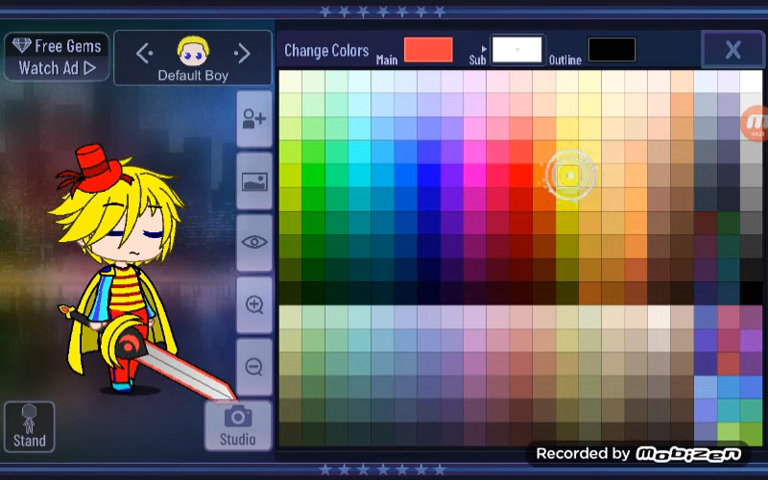 Free Gems
Watch Ad
Default Boy
Change Colors
Main
Sub
Outline
X
Stand
Studio
Recorded by Mobizen